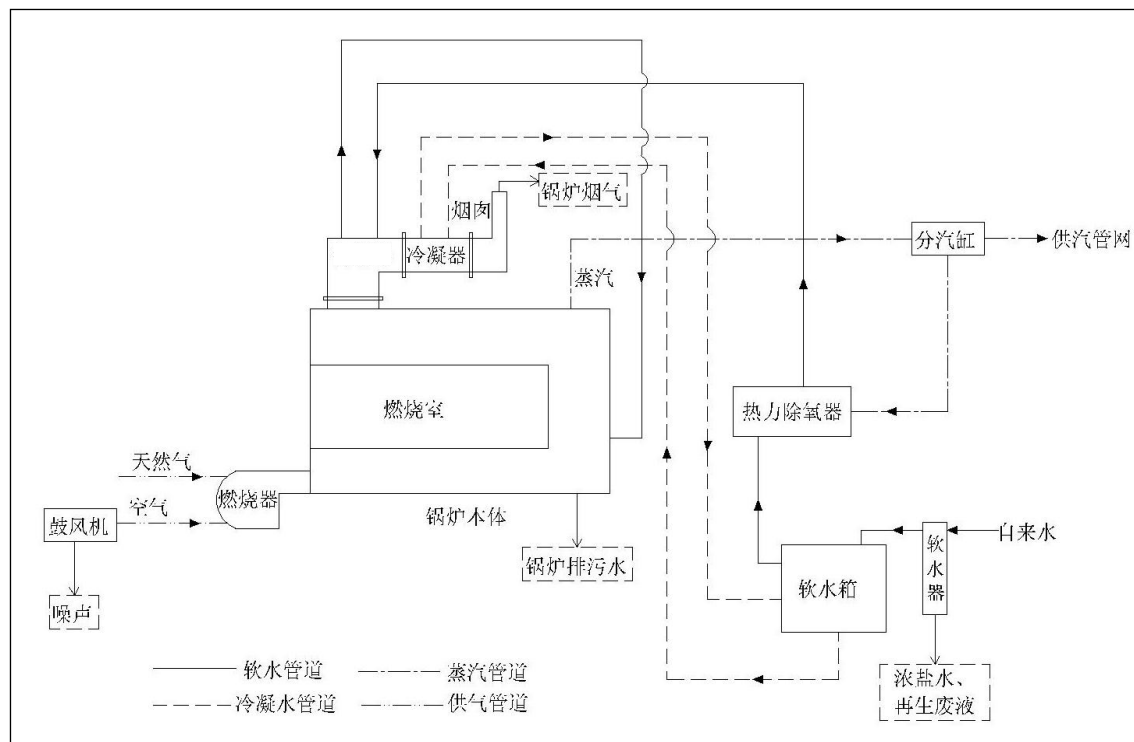 烟囱
锅炉烟气
冷凝器
分汽缸
供汽管网
蒸汽
燃烧室
热力除氧器
天然气
燃烧器
空气
鼓风机
锅炉本体
自来水
软水器
软水箱
锅炉排污水
噪声
软水管道
蒸汽管道
冷凝水管道
供气管道
浓盐水、
再生废液